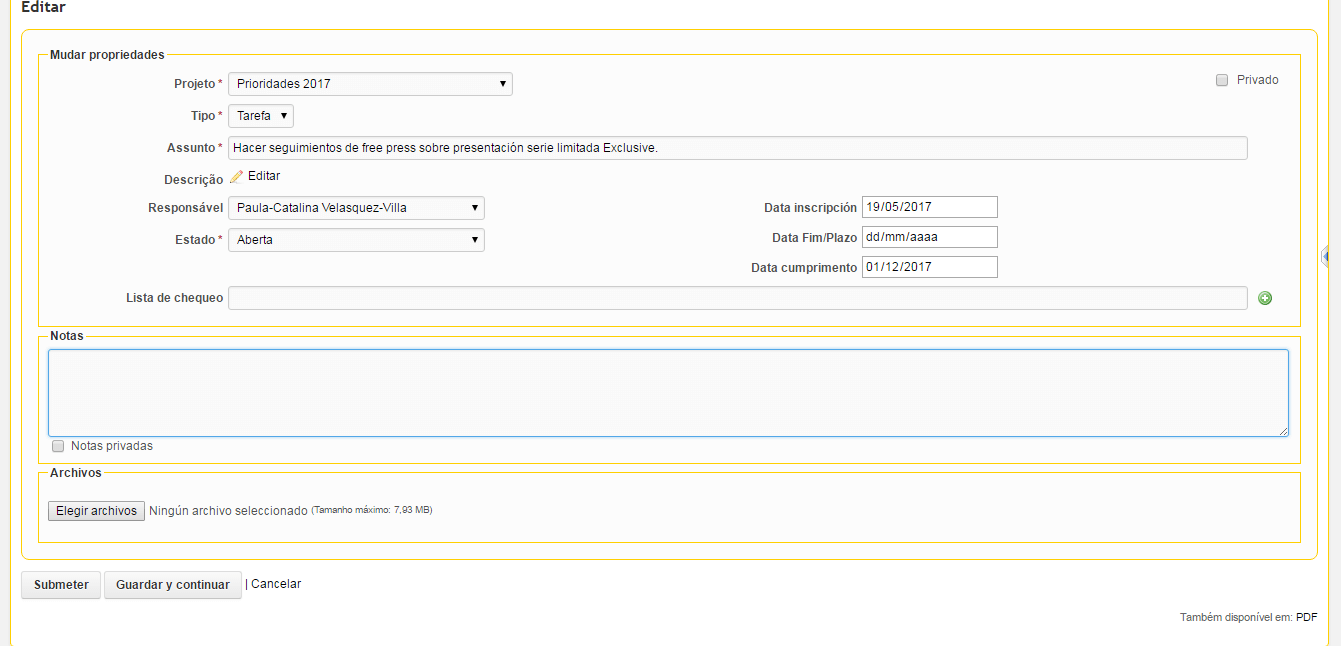 Editar
Mudar propriedades
Projeto * Prioridades 2017
Privado
Tipo * Tarefa
Assunto * Hacer seguimientos de free press sobre presentación serie limitada Exclusive.
Descrição Editar
Responsável Paula-Catalina Velasquez-Villa
Data inscripción 19/05/2017
Estado * Aberta
Data Fim/Plazo dd/mm/aaaa
Data cumprimento 01/12/2017
Lista de chequeo
Notas
Notas privadas
Archivos
Elegir archivos Ningún archivo seleccionado (Tamanho máximo: 7,93 MB)
Submeter Guardar y continuar | Cancelar
Também disponível em: PDF